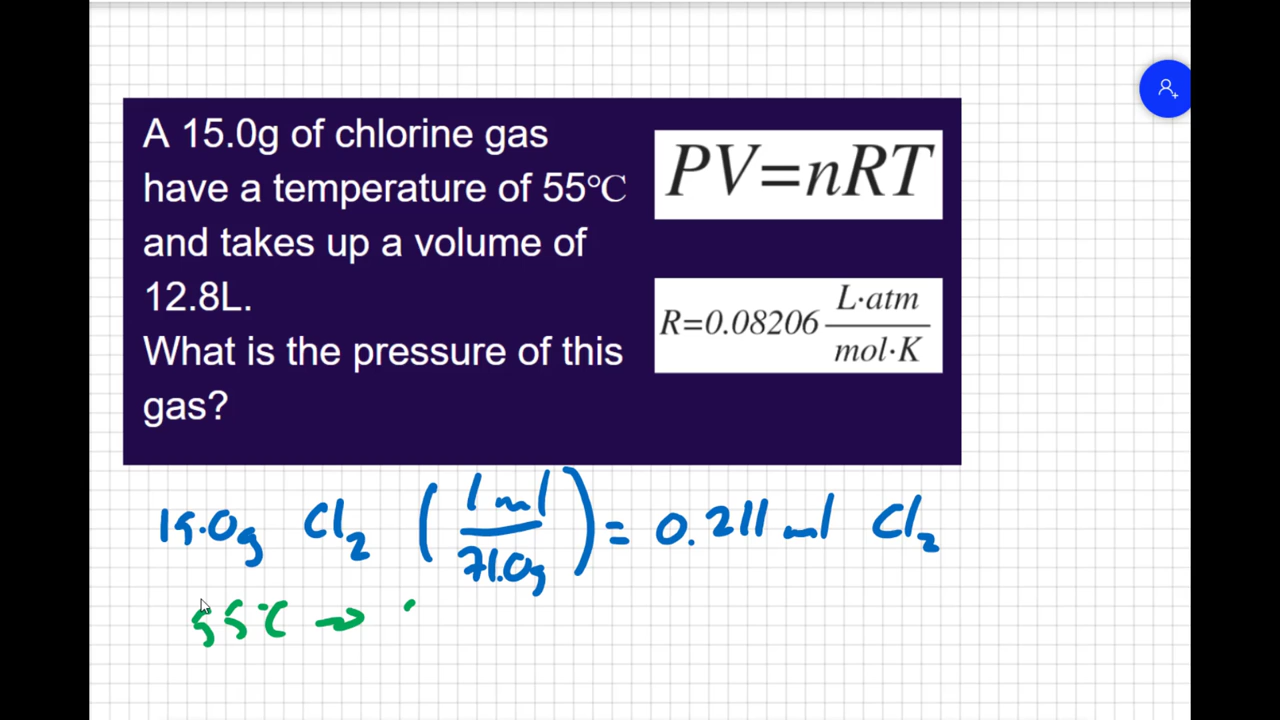 A 15.0g of chlorine gas
have a temperature of 55℃
and takes up a volume of
12.8L.
What is the pressure of this
gas?
PV=nRT
R=0.08206 L·atm
mol·K
15.0g Cl₂ (1 mol / 71.0g) = 0.211 mol Cl₂
55°C →